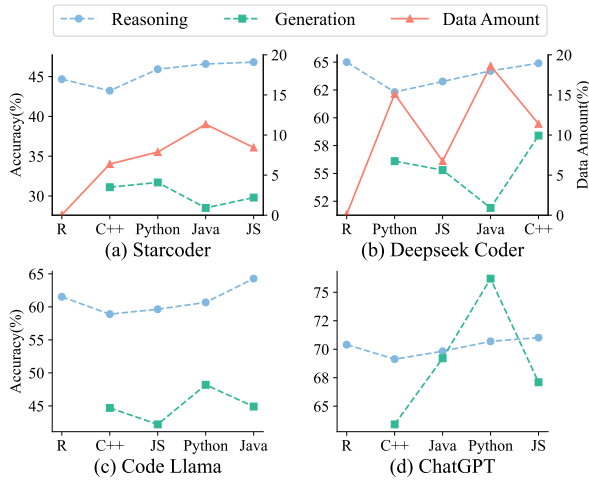 Reasoning Generation Data Amount
Accuracy(%)
45
40
35
30
20
15
10
5
0
R C++ Python Java JS
(a) Starcoder
65
62
60
58
55
52
20
15
10
5
0
Data Amount(%)
R Python JS Java C++
(b) Deepseek Coder
Accuracy(%)
65
60
55
50
45
R C++ JS Python Java
(c) Code Llama
75
72
70
68
65
R C++ Java Python JS
(d) ChatGPT